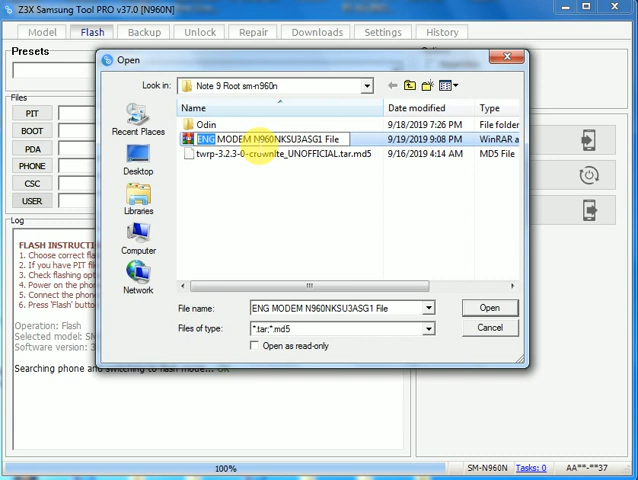 Z3X Samsung Tool PRO v37.0 [N960N]
Model
Flash
Backup
Unlock
Repair
Downloads
Settings
History
Presets
Files
PIT
BOOT
PDA
PHONE
CSC
USER
Log
FLASH INSTRUC
1. Choose correct flas
2. If you have PIT file
3. Check flashing optio
4. Power on the phon
5. Connect the phone
6. Press 'Flash' button
Operation: Flash
Selected model: SM-
Software version: 3
Searching phone and switching to flash mode... OK
Open
Look in:
Note 9 Root sm-n960n
Name
Date modified
Type
Odin
9/18/2019 7:26 PM
File folder
ENG MODEM N960NKSU3ASG1 File
9/19/2019 9:08 PM
WinRAR a
twrp-3.2.3-0-crownlte_UNOFFICIAL.tar.md5
9/16/2019 4:14 AM
MD5 File
Recent Places
Desktop
Libraries
Computer
Network
File name:
ENG MODEM N960NKSU3ASG1 File
Open
Files of type:
*.tar;*.md5
Cancel
Open as read-only
100%
SM-N960N
Tasks: 0
AA**-**37